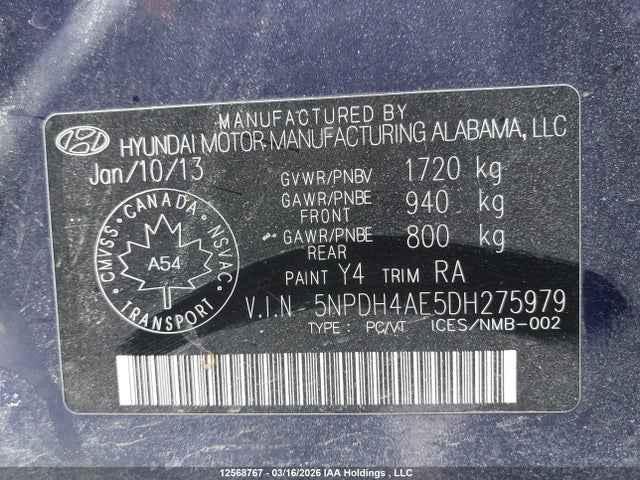 MANUFACTURED BY
HYUNDAI MOTOR MANUFACTURING ALABAMA, LLC
Jan/10/13
GVWR/PNBV 1720 kg
GAWR/PNBE FRONT 940 kg
GAWR/PNBE REAR 800 kg
CANADA
CMVSS
NSVAC
A54
TRANSPORT
PAINT Y4 TRIM RA
V.I.N 5NPDH4AE5DH275979
TYPE : PC/VT ICES/NMB-002
12568767 - 03/16/2026 IAA Holdings , LLC